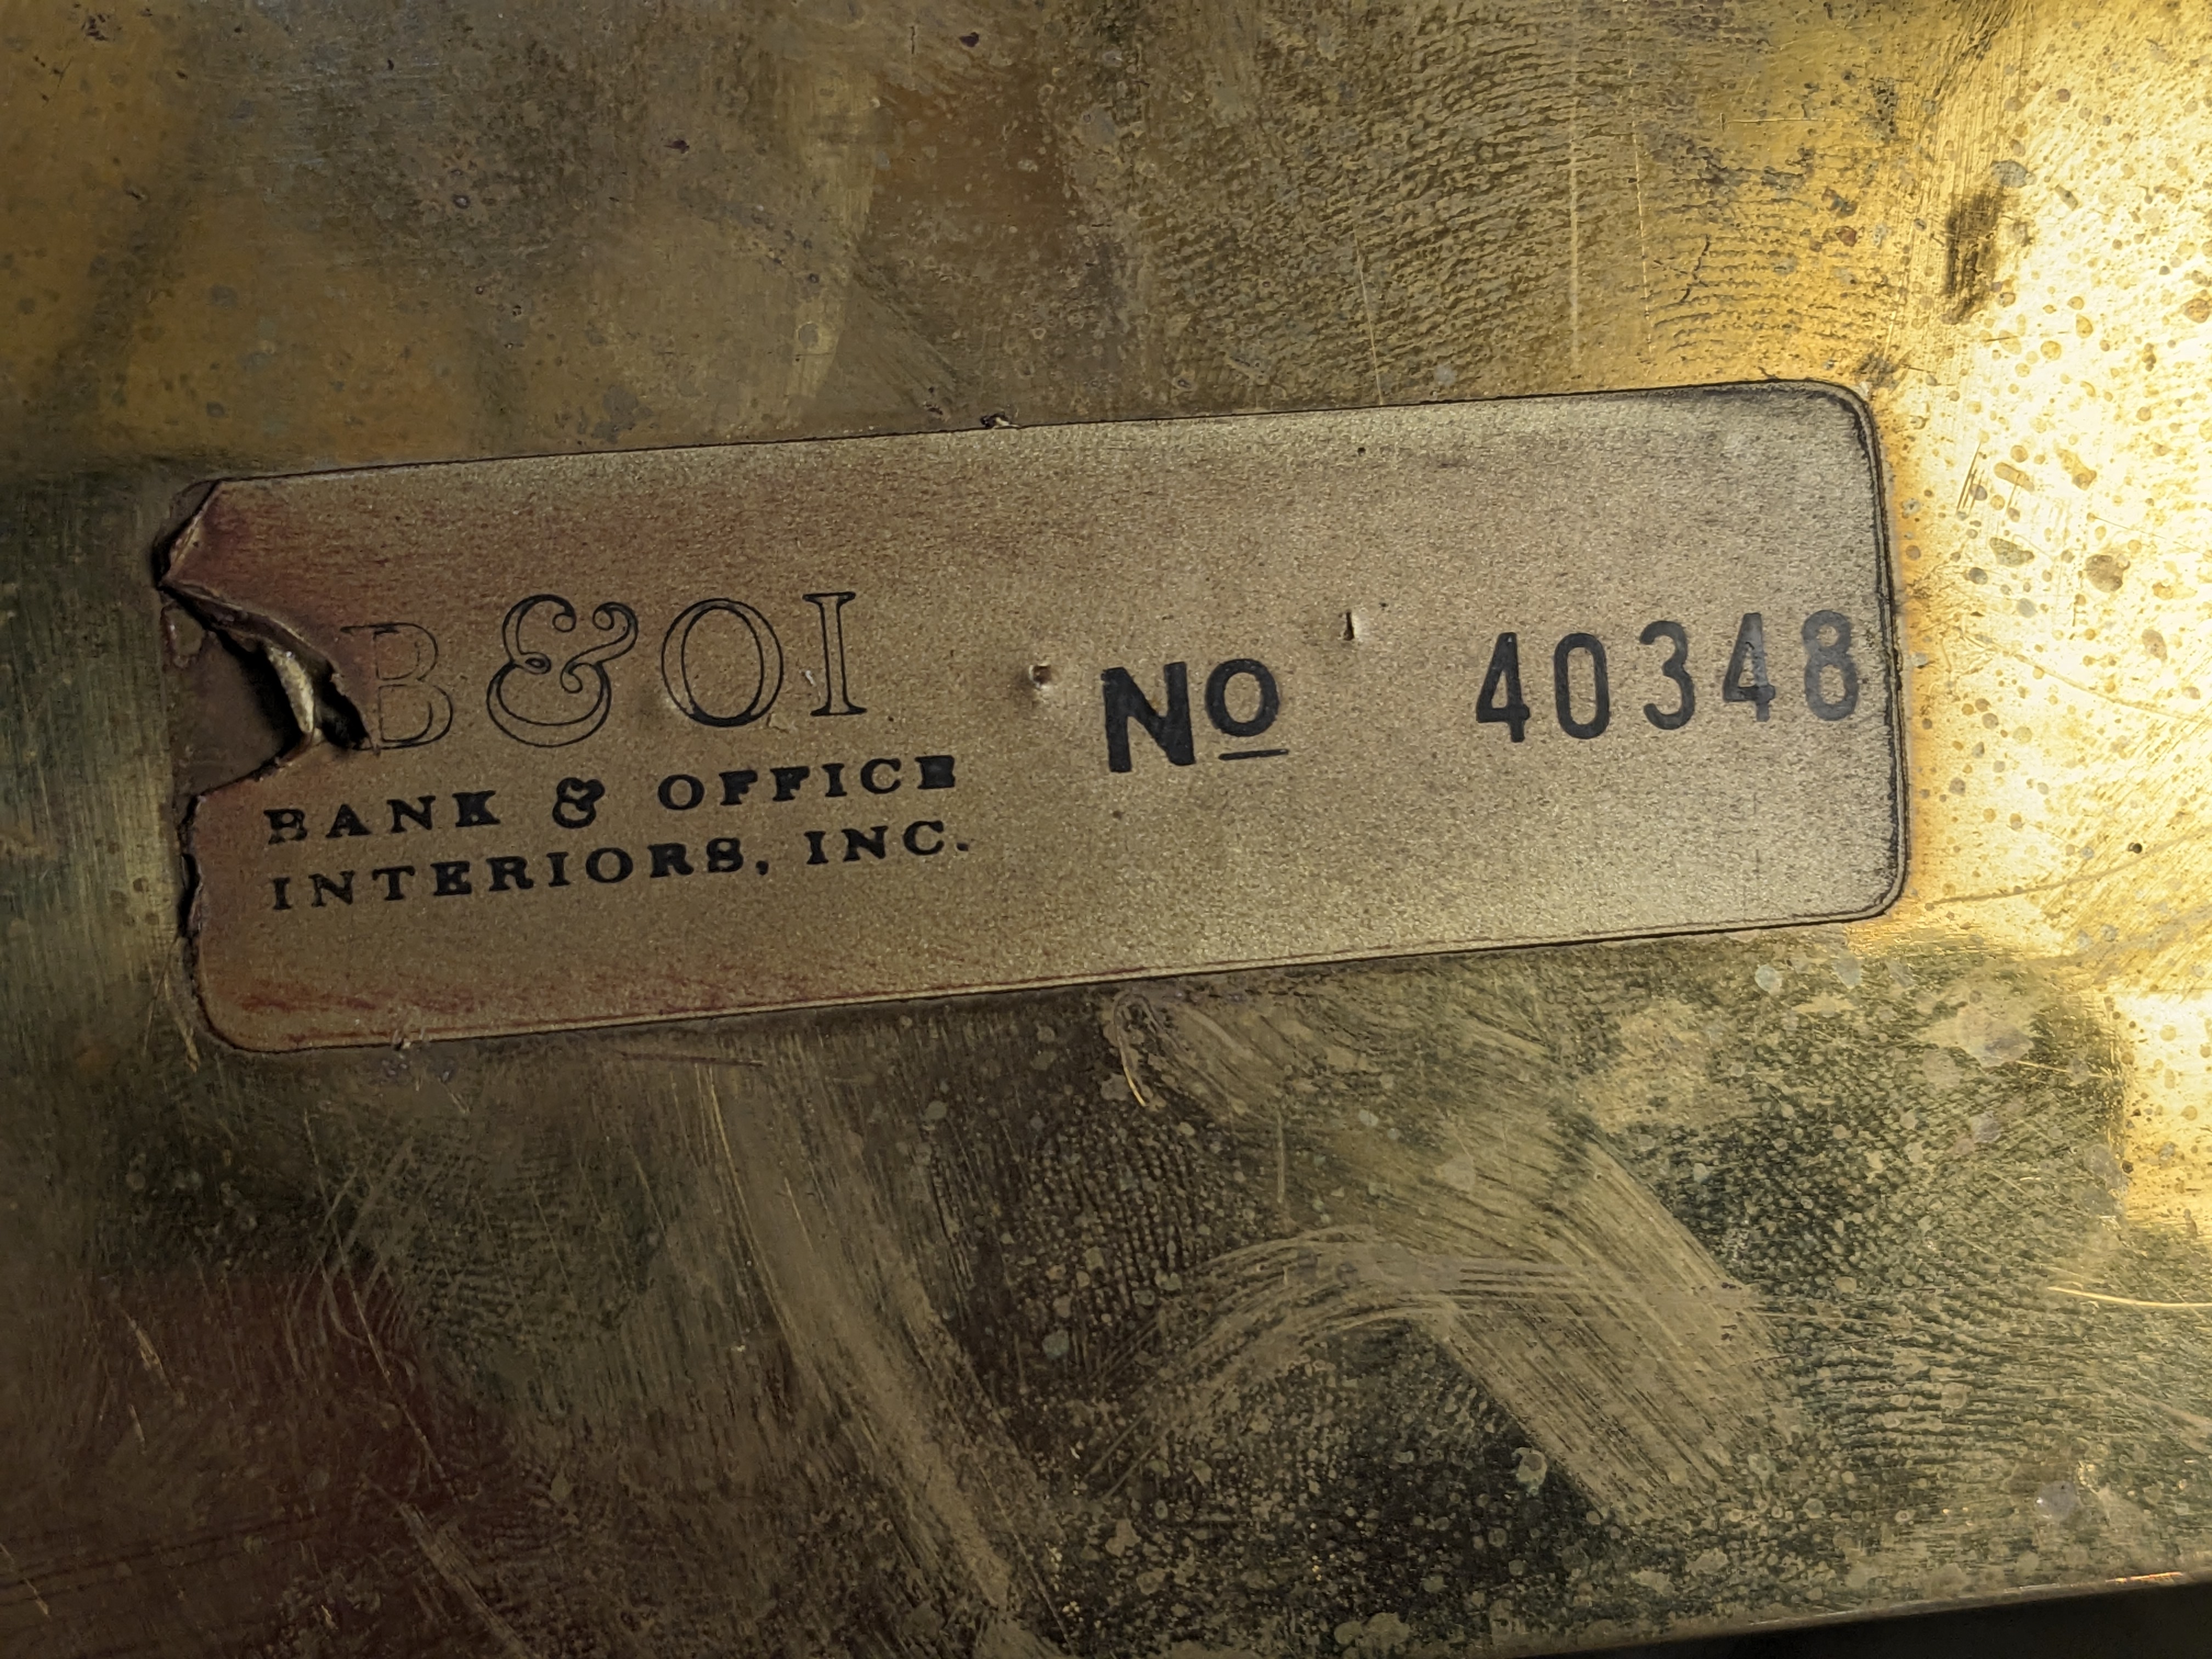 B&OI
BANK & OFFICE
INTERIORS, INC.
No 40348